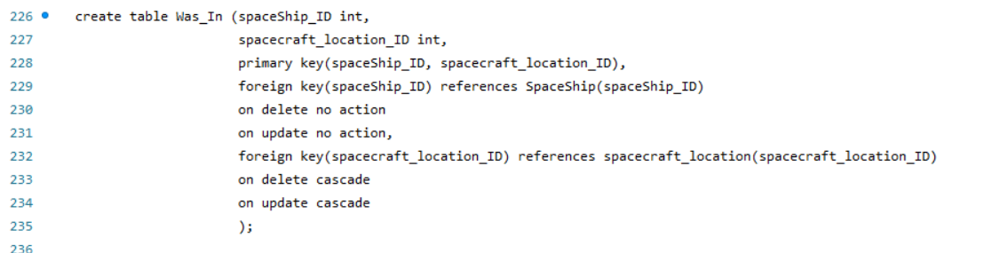 226 create table Was_In (spaceShip_ID int,
227 spacecraft_location_ID int,
228 primary key(spaceShip_ID, spacecraft_location_ID),
229 foreign key(spaceShip_ID) references SpaceShip(spaceShip_ID)
230 on delete no action
231 on update no action,
232 foreign key(spacecraft_location_ID) references spacecraft_location(spacecraft_location_ID)
233 on delete cascade
234 on update cascade
235 );
236